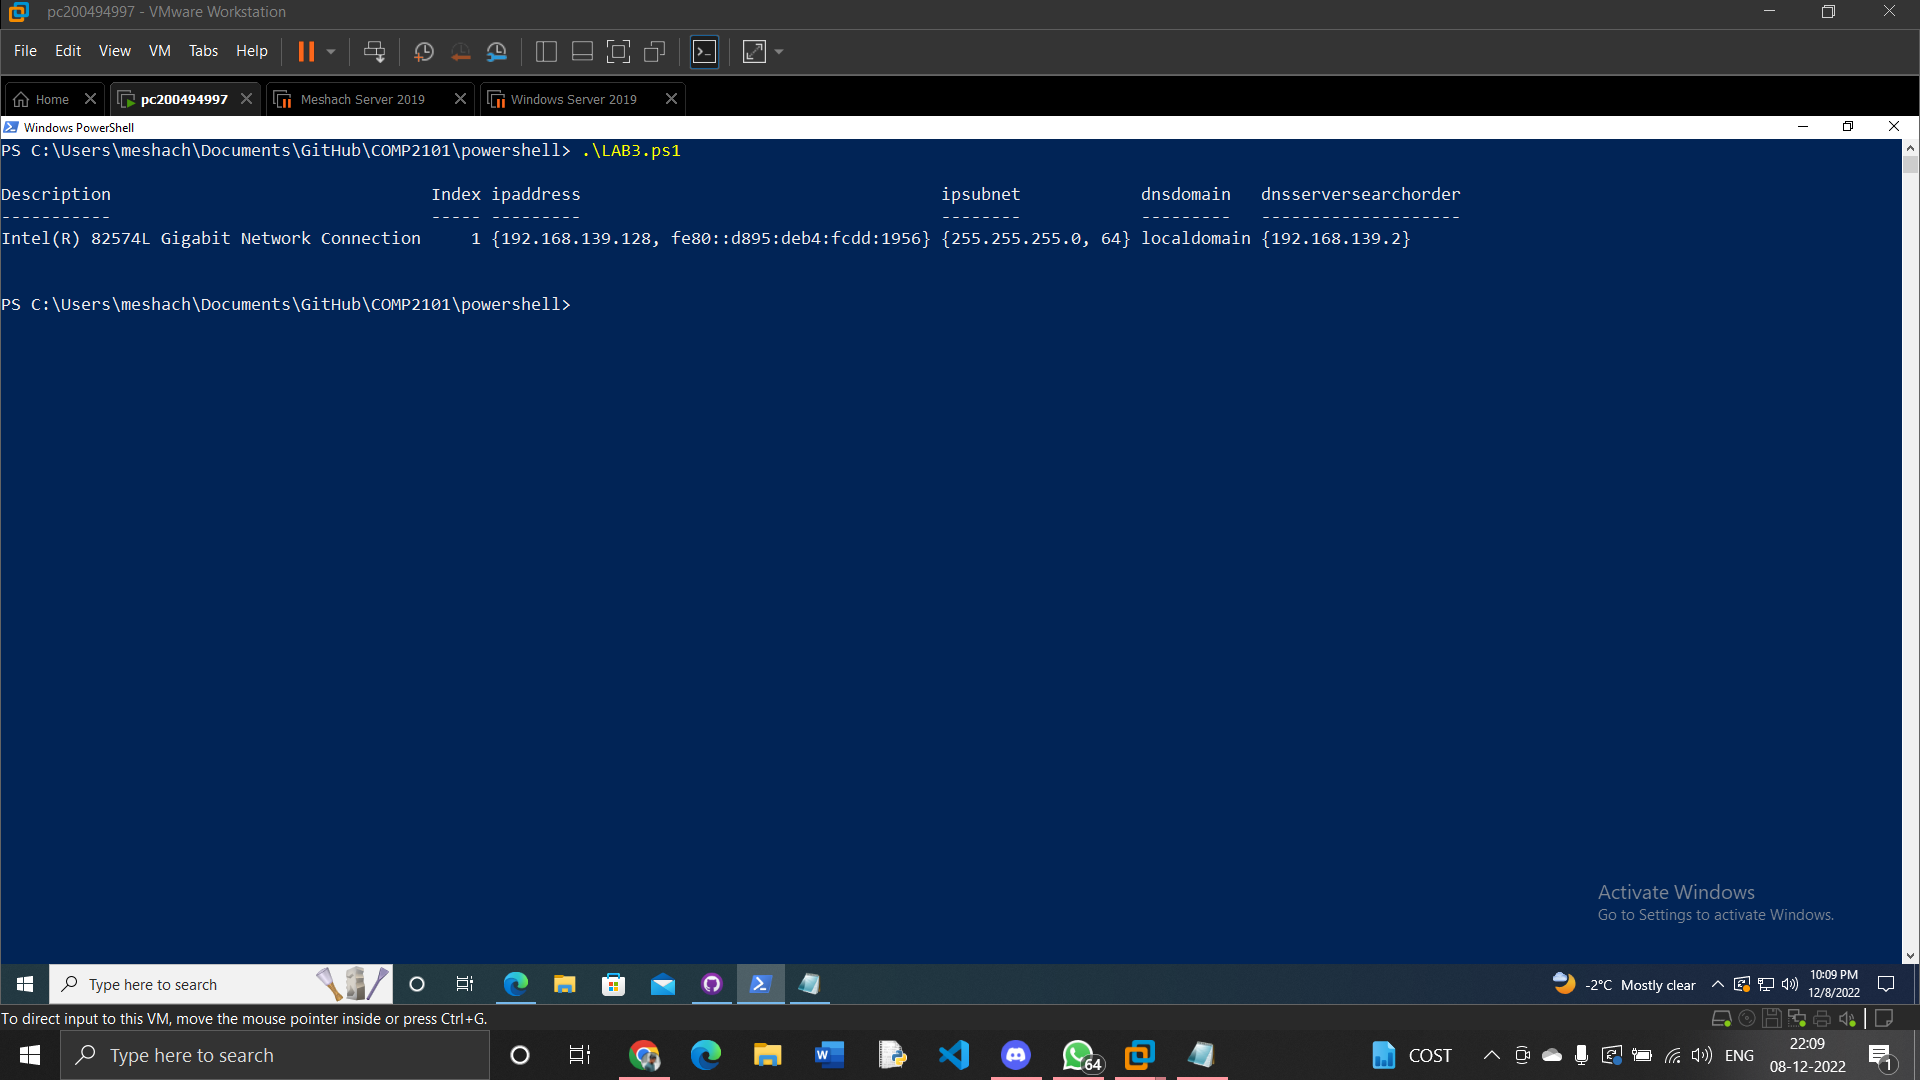 pc200494997 - VMware Workstation
File Edit View VM Tabs Help
Home pc200494997 Meshach Server 2019 Windows Server 2019
Windows PowerShell
PS C:\Users\meshach\Documents\GitHub\COMP2101\powershell> .\LAB3.ps1
Description Index ipaddress ipsubnet dnsdomain dnsserversearchorder
----------- ----- --------- -------- --------- --------------------
Intel(R) 82574L Gigabit Network Connection 1 {192.168.139.128, fe80::d895:deb4:fcdd:1956} {255.255.255.0, 64} localdomain {192.168.139.2}
PS C:\Users\meshach\Documents\GitHub\COMP2101\powershell>
Activate Windows
Go to Settings to activate Windows.
Type here to search
-2°C Mostly clear
10:09 PM
12/8/2022
To direct input to this VM, move the mouse pointer inside or press Ctrl+G.
Type here to search
64
COST
ENG
22:09
08-12-2022
1